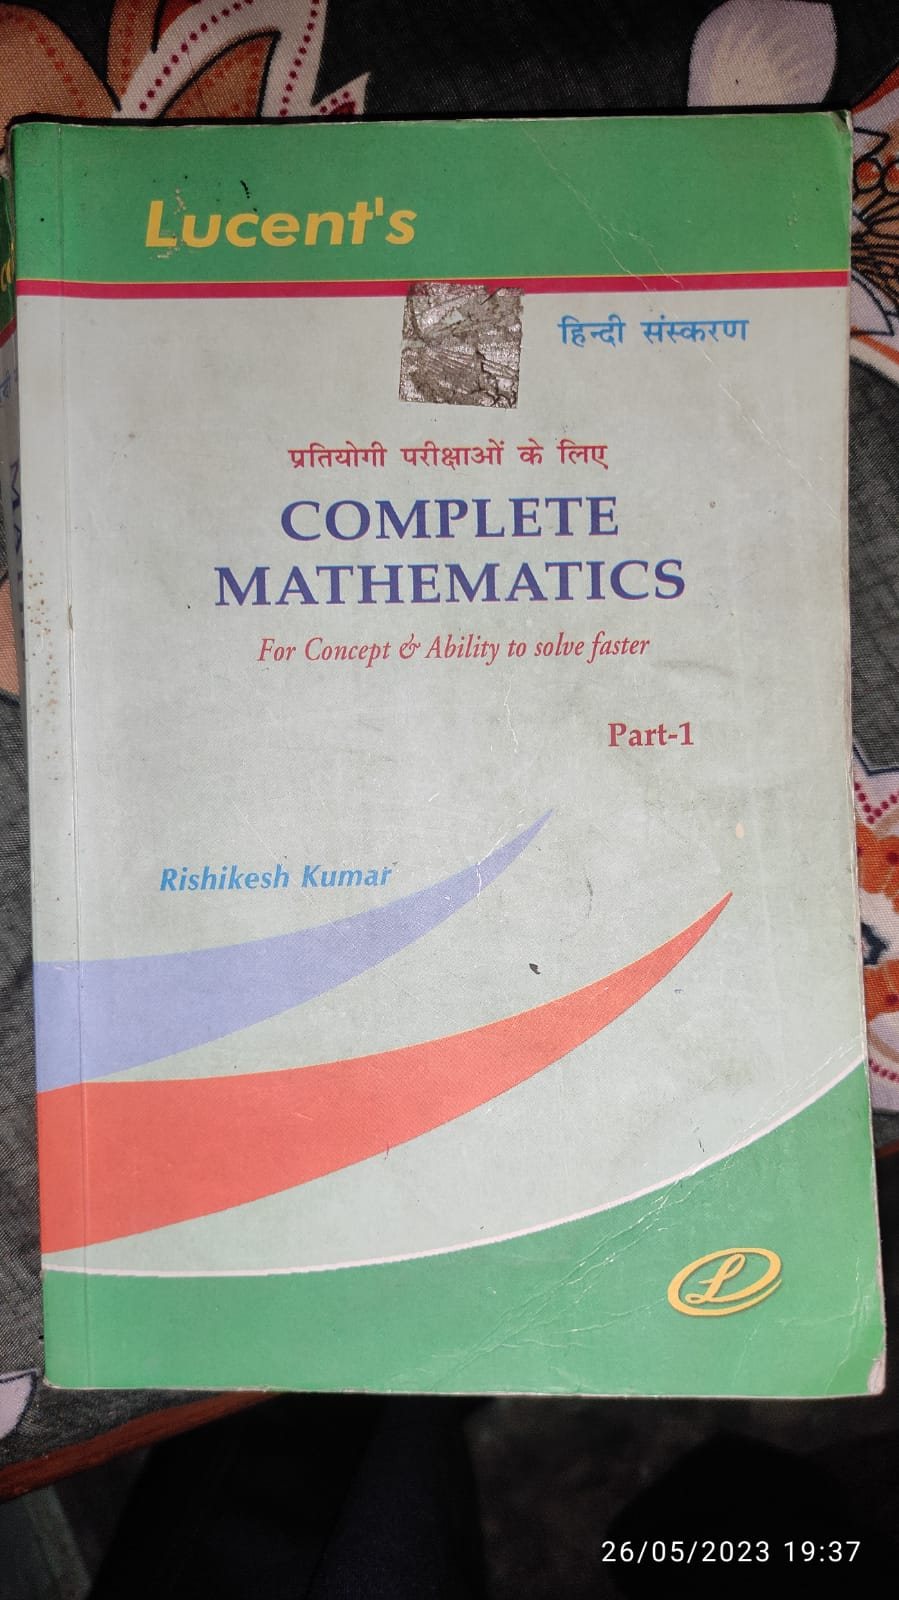 Lucent's
हिन्दी संस्करण
प्रतियोगी परीक्षाओं के लिए
COMPLETE
MATHEMATICS
For Concept & Ability to solve faster
Part-1
Rishikesh Kumar
L
26/05/2023 19:37